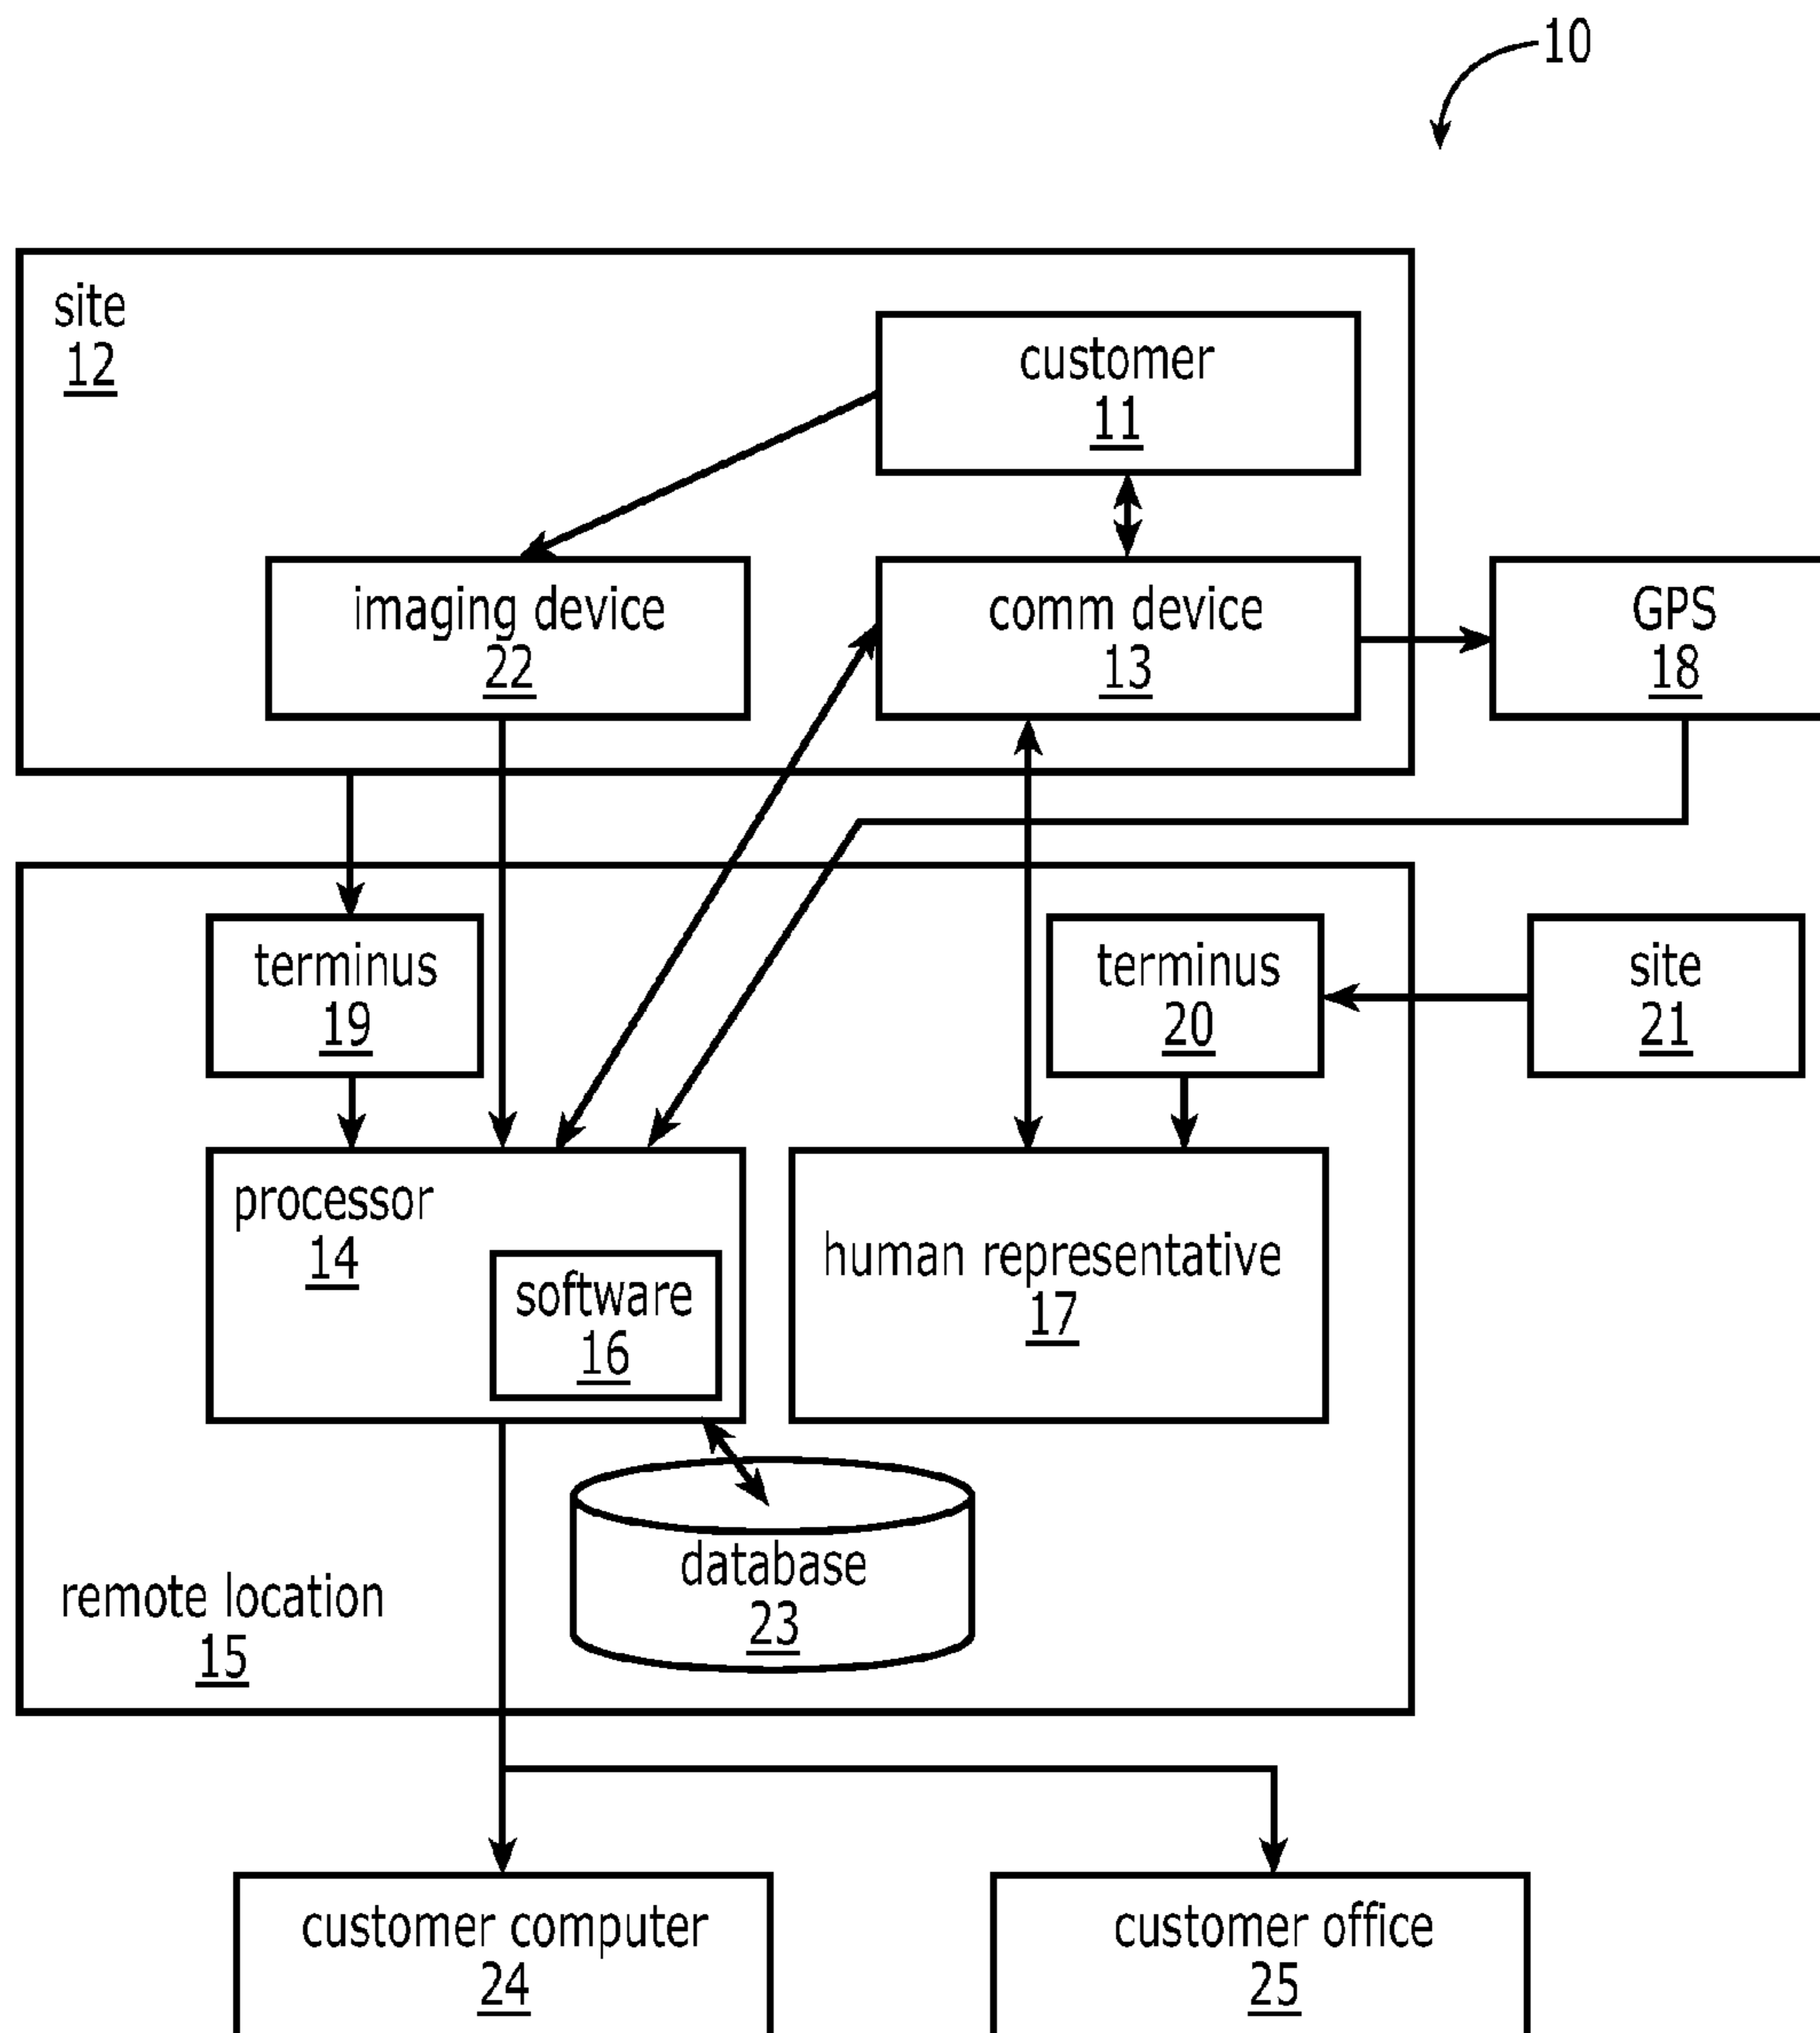 10
site
12
customer
11
imaging device
22
comm device
13
GPS
18
terminus
19
terminus
20
site
21
processor
14
software
16
human representative
17
database
23
remote location
15
customer computer
24
customer office
25